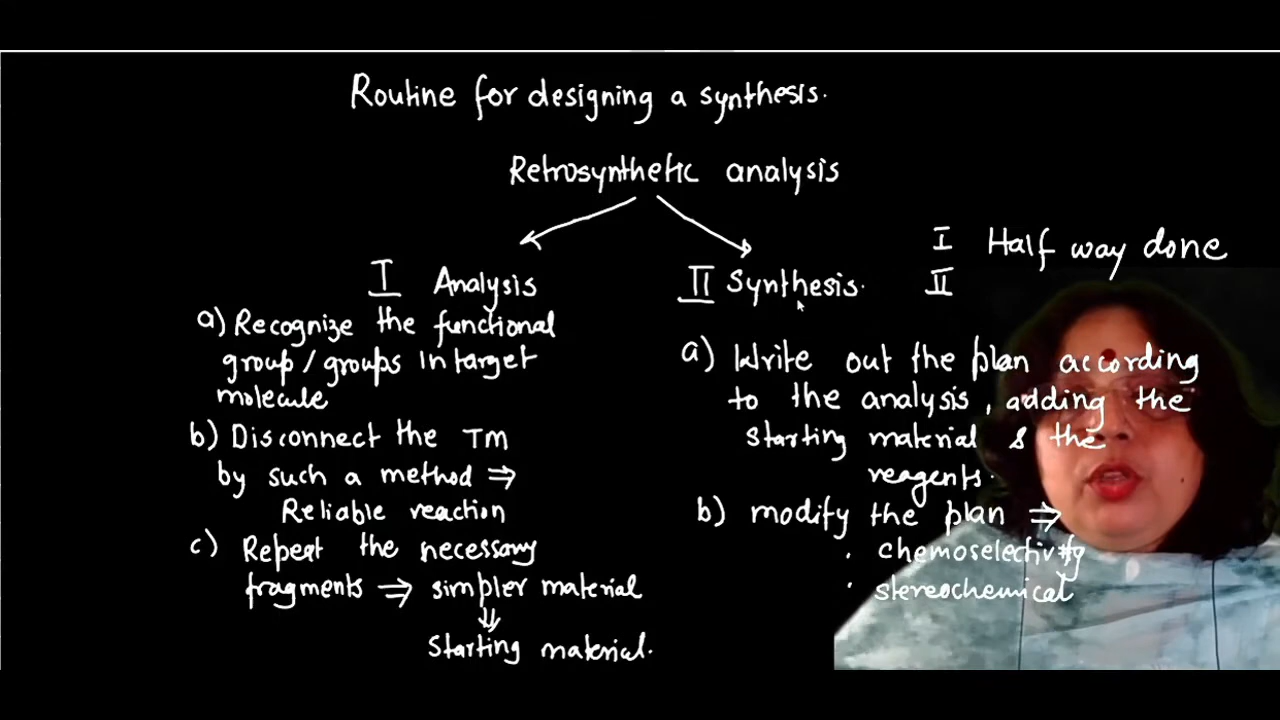 Routine for designing a synthesis.
Retrosynthetic analysis
I Analysis
a) Recognize the functional
group/groups in target
molecule
b) Disconnect the TM
by such a method ⇒
Reliable reaction
c) Repeat the necessary
fragments ⇒ simpler material
⇓
Starting material.
II Synthesis.
a) Write out the plan according
to the analysis, adding the
starting material & the
reagents.
b) modify the plan ⇒
· chemoselectivity
· stereochemical
I Half way done
II